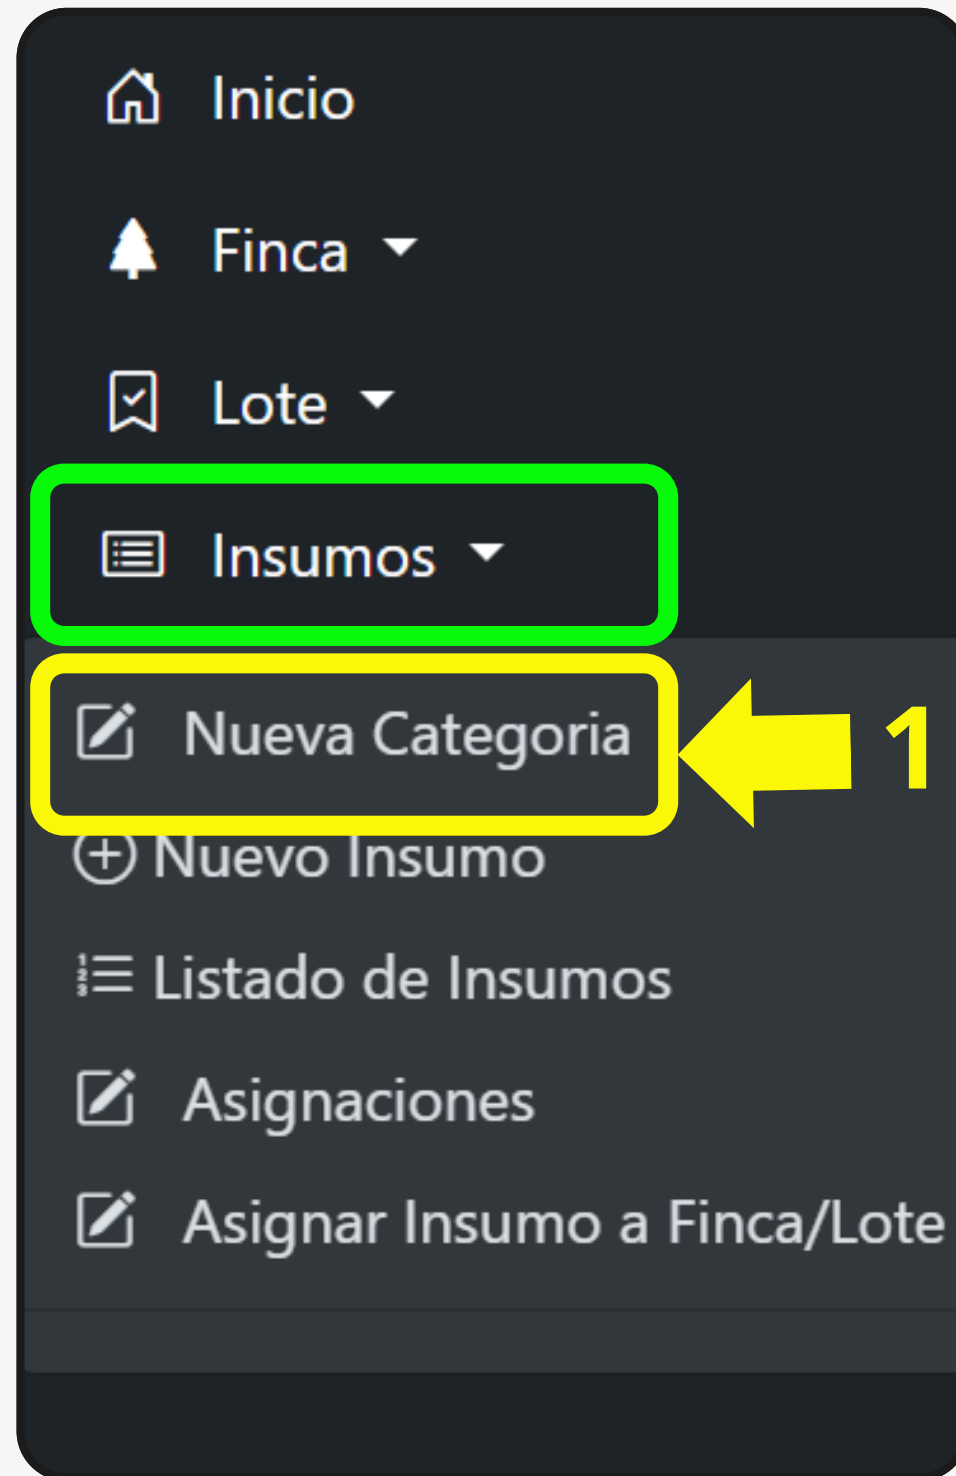 Inicio
Finca
Lote
Insumos
Nueva Categoria
1
Nuevo Insumo
Listado de Insumos
Asignaciones
Asignar Insumo a Finca/Lote